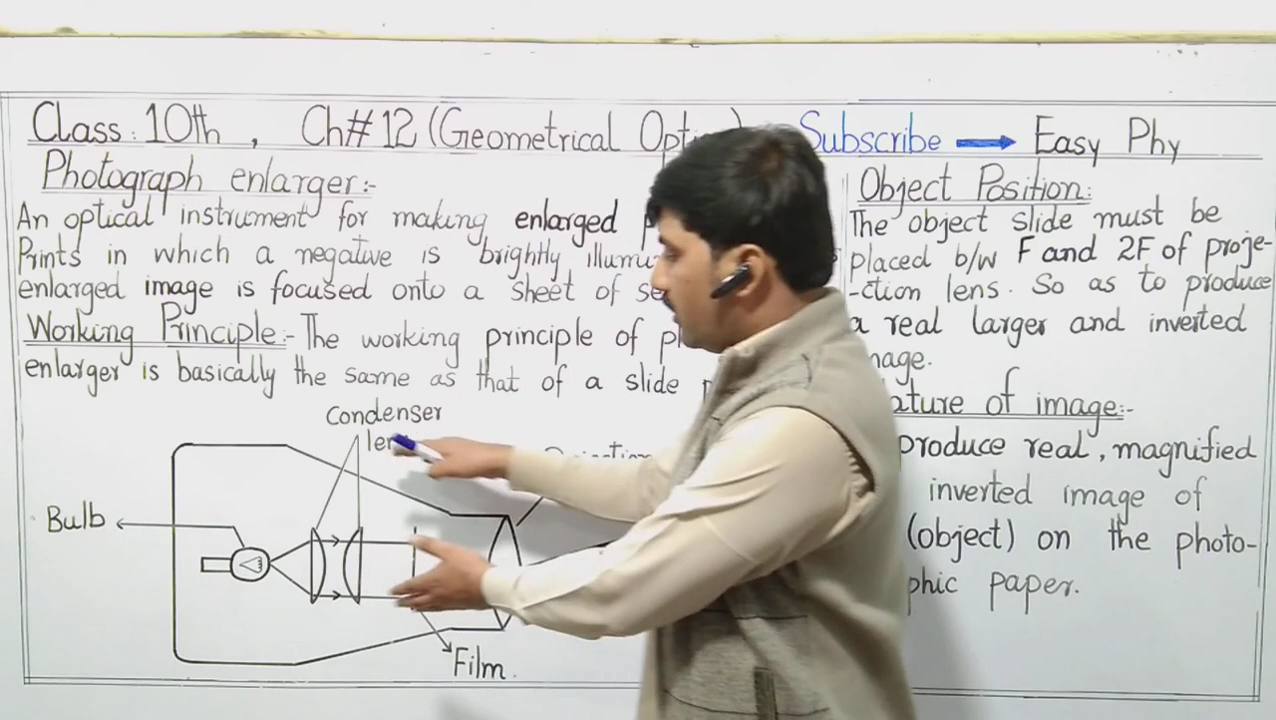 Class: 10th , Ch#12 (Geometrical
Subscribe → Easy Phy
Photograph enlarger:-
An optical instrument for making enlarged
Prints in which a negative is brightly
enlarged image is focused onto a sheet of
Working Principle:- The working principle of
enlarger is basically the same as that of a slide
Condenser
Bulb
Film.
Object Position:
The object slide must be
placed b/w F and 2F of proje-
-ction lens. So as to produce
a real larger and inverted
of image:-
produce real, magnified
inverted image of
(object) on the photo-
phic paper.